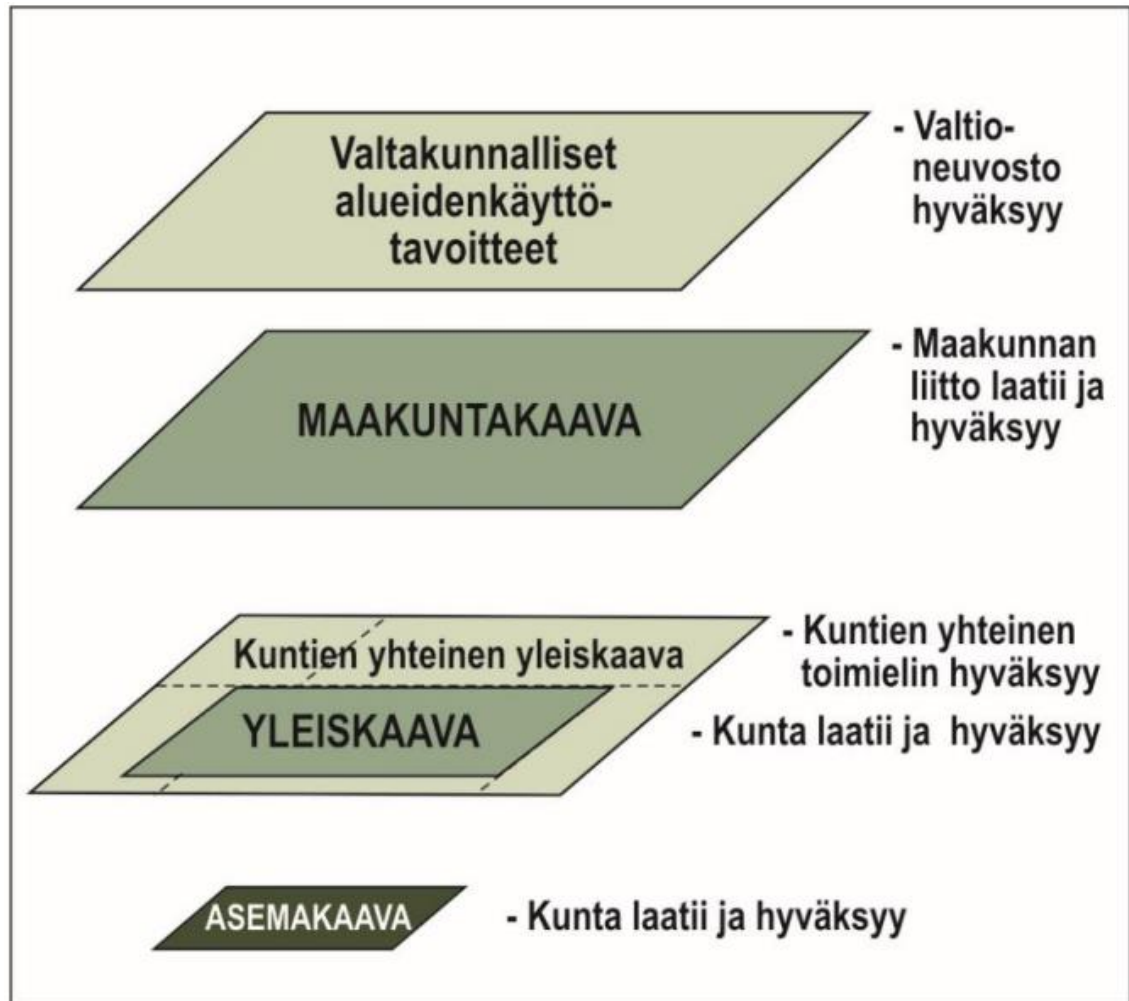 Valtakunnalliset
alueidenkäyttö-
tavoitteet
- Valtio-
neuvosto
hyväksyy
MAAKUNTAKAAVA
- Maakunnan
liitto laatii ja
hyväksyy
Kuntien yhteinen yleiskaava
- Kuntien yhteinen
toimielin hyväksyy
YLEISKAAVA
- Kunta laatii ja hyväksyy
ASEMAKAAVA
- Kunta laatii ja hyväksyy